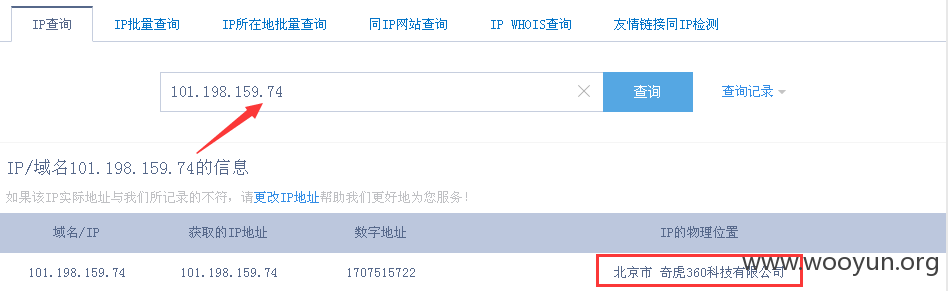 IP查询 IP批量查询 IP所在地批量查询 同IP网站查询 IP WHOIS查询 友情链接同IP检测
101.198.159.74 查询 查询记录
IP/域名101.198.159.74的信息
如果该IP实际地址与我们所记录的不符，请更改IP地址帮助我们更好地为您服务！
域名/IP 获取的IP地址 数字地址 IP的物理位置
101.198.159.74 101.198.159.74 1707515722 北京市 奇虎360科技有限公司
www.wooyun.org